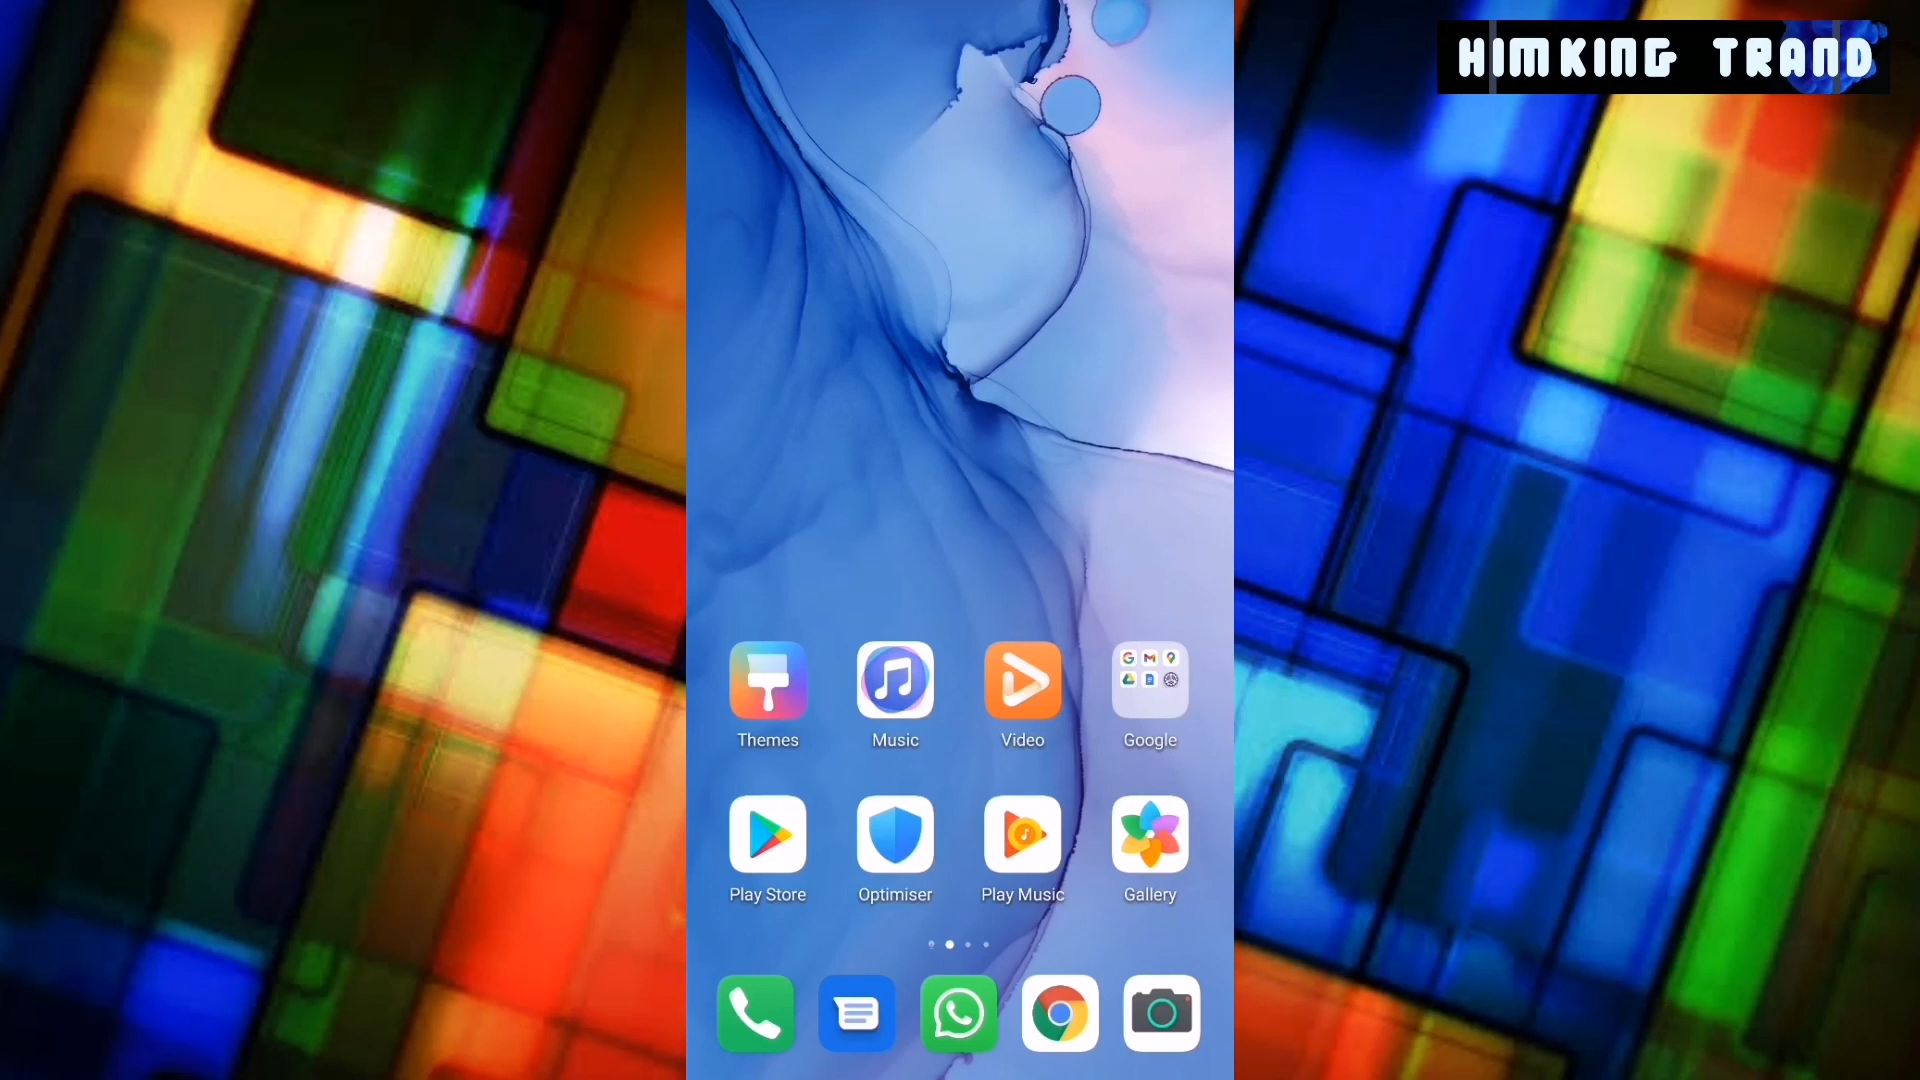 HIMKING TRAND
Themes Music Video Google
Play Store Optimiser Play Music Gallery